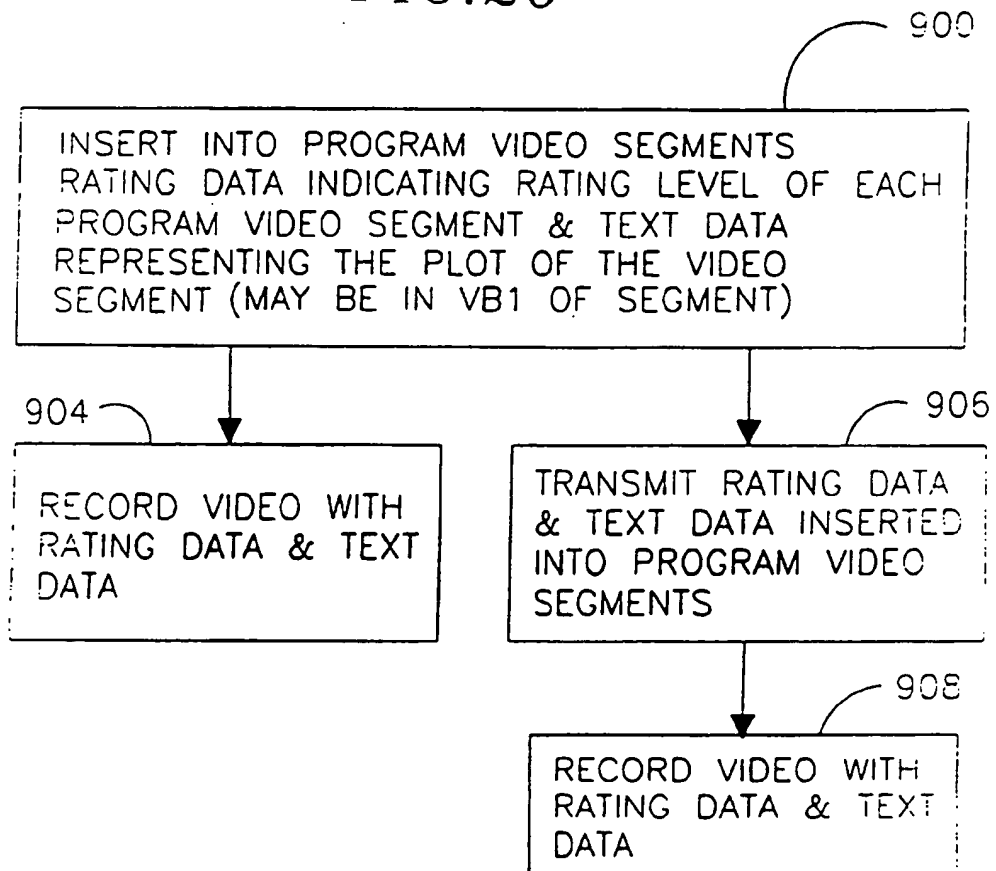 900
INSERT INTO PROGRAM VIDEO SEGMENTS
RATING DATA INDICATING RATING LEVEL OF EACH
PROGRAM VIDEO SEGMENT & TEXT DATA
REPRESENTING THE PLOT OF THE VIDEO
SEGMENT (MAY BE IN VB1 OF SEGMENT)
904
906
RECORD VIDEO WITH
RATING DATA & TEXT
DATA
TRANSMIT RATING DATA
& TEXT DATA INSERTED
INTO PROGRAM VIDEO
SEGMENTS
908
RECORD VIDEO WITH
RATING DATA & TEXT
DATA